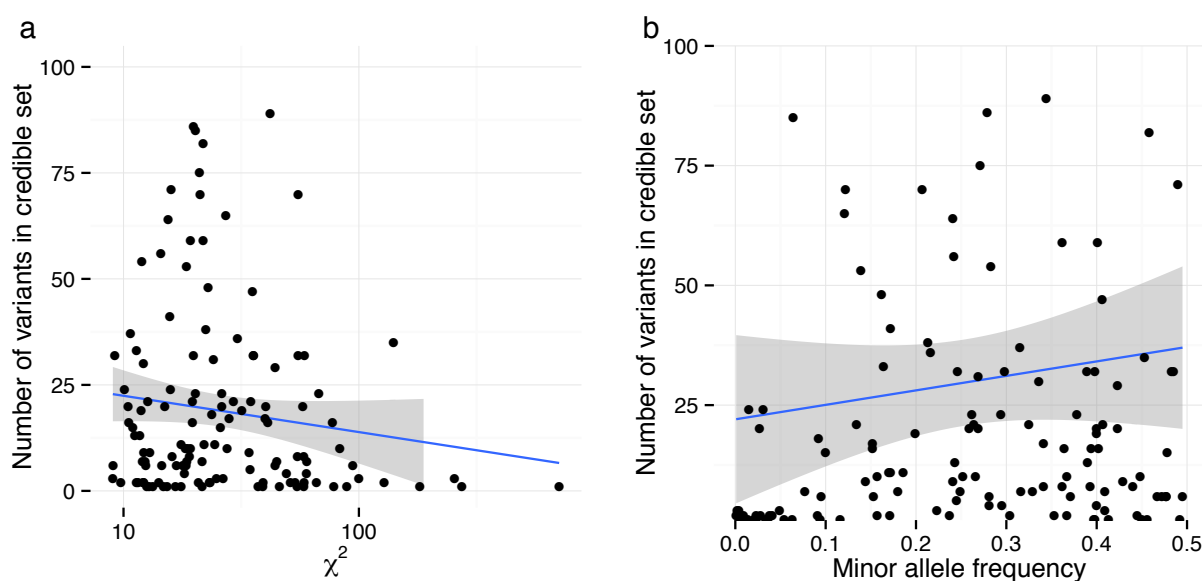 a
Number of variants in credible set
100
75
50
25
0
10
100
χ²
b
Number of variants in credible set
100
75
50
25
0.0
0.1
0.2
0.3
0.4
0.5
Minor allele frequency